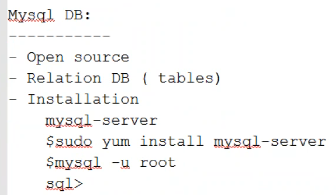 Mysql DB:
-----------
- Open source
- Relation DB ( tables)
- Installation
mysql-server
$sudo yum install mysql-server
$mysql -u root
sql>